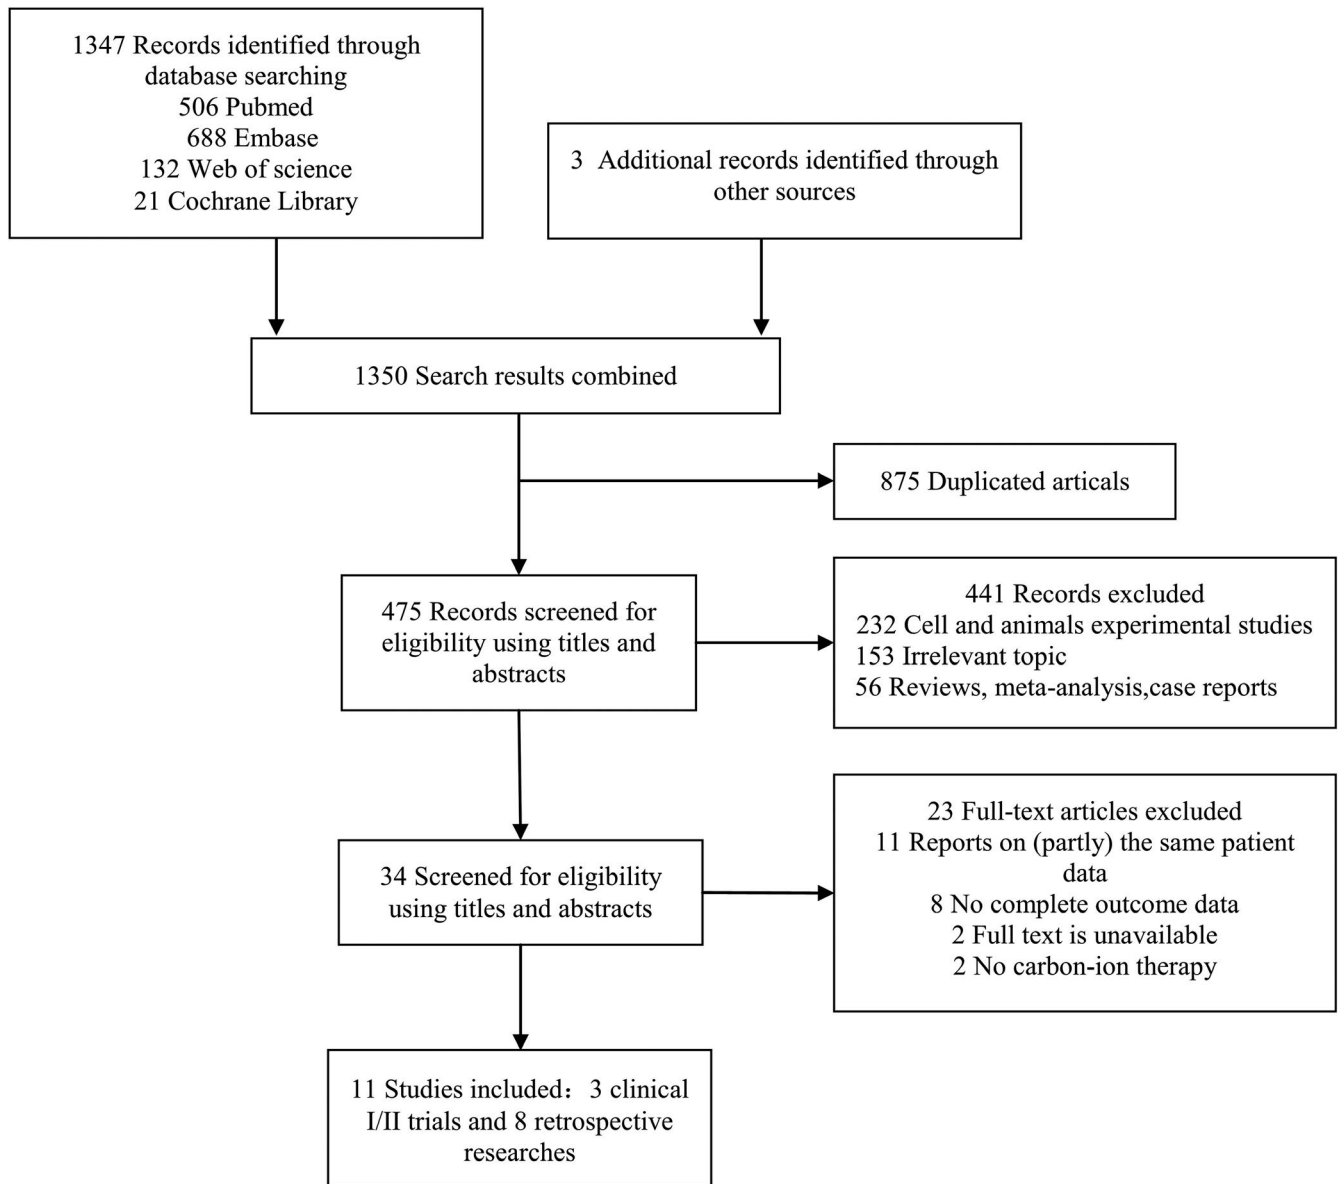 1347 Records identified through
database searching
506 Pubmed
688 Embase
132 Web of science
21 Cochrane Library
3 Additional records identified through
other sources
1350 Search results combined
875 Duplicated articals
475 Records screened for
eligibility using titles and
abstracts
441 Records excluded
232 Cell and animals experimental studies
153 Irrelevant topic
56 Reviews, meta-analysis,case reports
34 Screened for eligibility
using titles and abstracts
23 Full-text articles excluded
11 Reports on (partly) the same patient
data
8 No complete outcome data
2 Full text is unavailable
2 No carbon-ion therapy
11 Studies included：3 clinical
I/II trials and 8 retrospective
researches